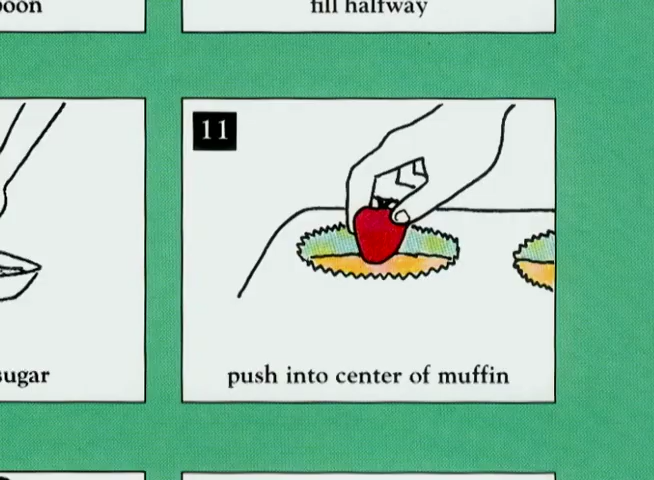 fill halfway
11
sugar
push into center of muffin